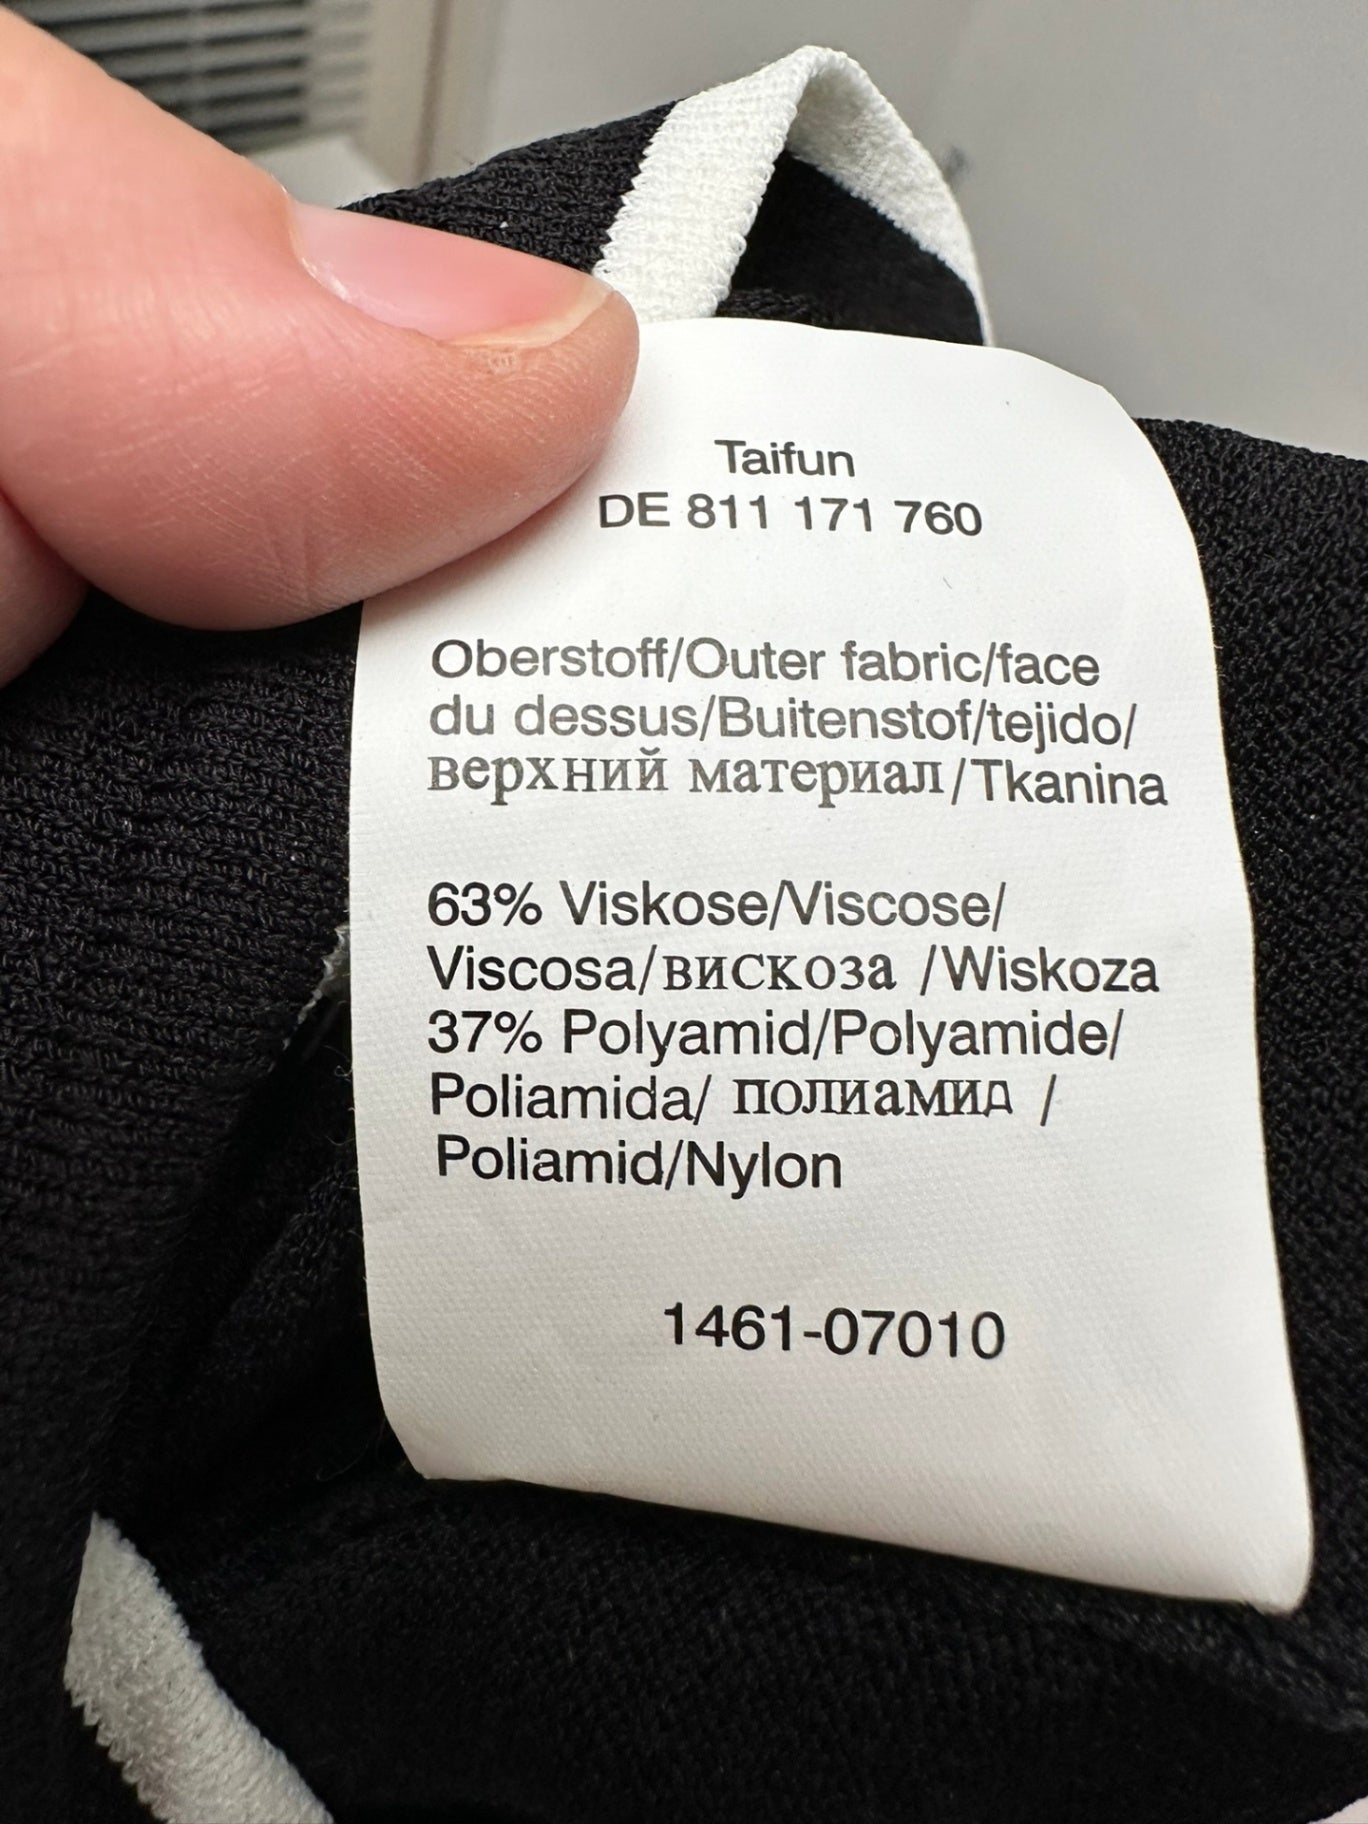 Taifun
DE 811 171 760
Oberstoff/Outer fabric/face
du dessus/Buitenstof/tejido/
верхний материал/Tkanina
63% Viskose/Viscose/
Viscosa/вискоза /Wiskoza
37% Polyamid/Polyamide/
Poliamida/ полиамид /
Poliamid/Nylon
1461-07010